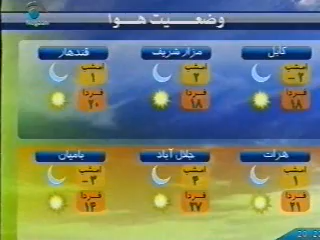 وضعیت هوا
کابل
امشب
-۲
فردا
۱۸
مزار شریف
امشب
۲
فردا
۱۸
قندهار
امشب
۱
فردا
۲۰
هرات
امشب
۱
فردا
۲۱
جلال آباد
امشب
۴
فردا
۲۷
بامیان
امشب
-۳
فردا
۱۴